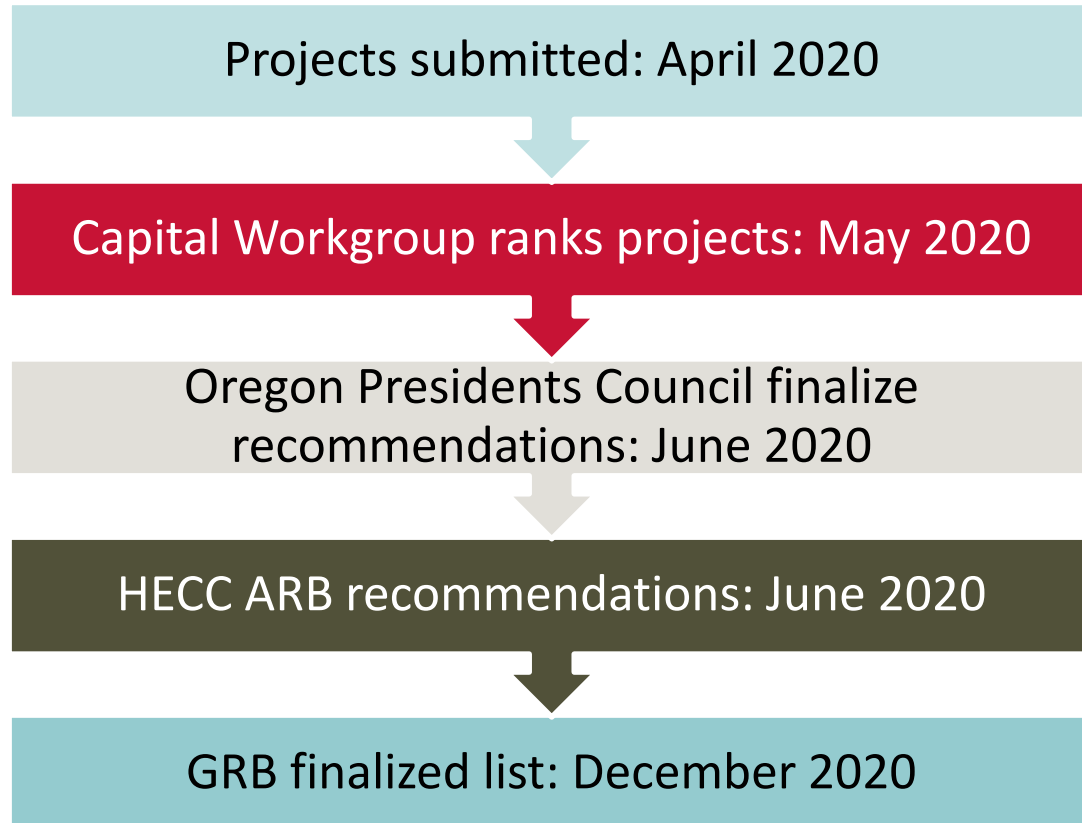 Projects submitted: April 2020
Capital Workgroup ranks projects: May 2020
Oregon Presidents Council finalize
recommendations: June 2020
HECC ARB recommendations: June 2020
GRB finalized list: December 2020